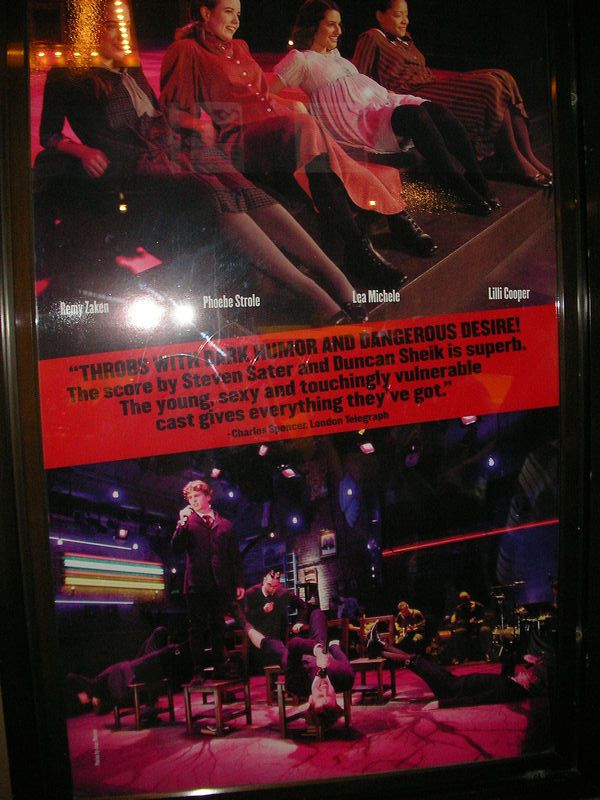 Remy Zaken
Phoebe Strole
Lea Michele
Lilli Cooper
"THROBS WITH DARK HUMOR AND DANGEROUS DESIRE!
The score by Steven Sater and Duncan Sheik is superb.
The young, sexy and touchingly vulnerable
cast gives everything they've got."
-Charles Spencer, London Telegraph